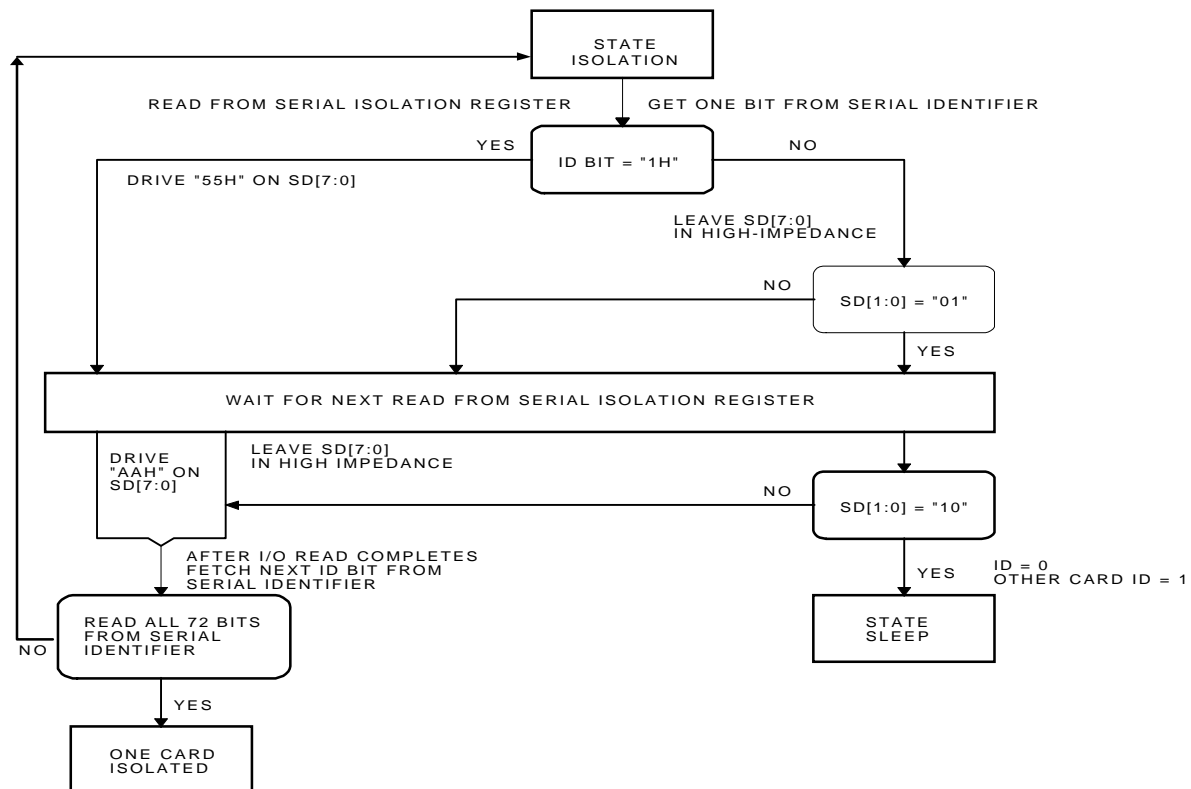 STATE
ISOLATION
READ FROM SERIAL ISOLATION REGISTER
GET ONE BIT FROM SERIAL IDENTIFIER
YES
ID BIT = "1H"
NO
DRIVE "55H" ON SD[7:0]
LEAVE SD[7:0]
IN HIGH-IMPEDANCE
NO
SD[1:0] = "01"
YES
WAIT FOR NEXT READ FROM SERIAL ISOLATION REGISTER
DRIVE
"AAH" ON
SD[7:0]
LEAVE SD[7:0]
IN HIGH IMPEDANCE
NO
SD[1:0] = "10"
AFTER I/O READ COMPLETES
FETCH NEXT ID BIT FROM
SERIAL IDENTIFIER
YES
ID = 0
OTHER CARD ID = 1
READ ALL 72 BITS
FROM SERIAL
IDENTIFIER
NO
STATE
SLEEP
YES
ONE CARD
ISOLATED